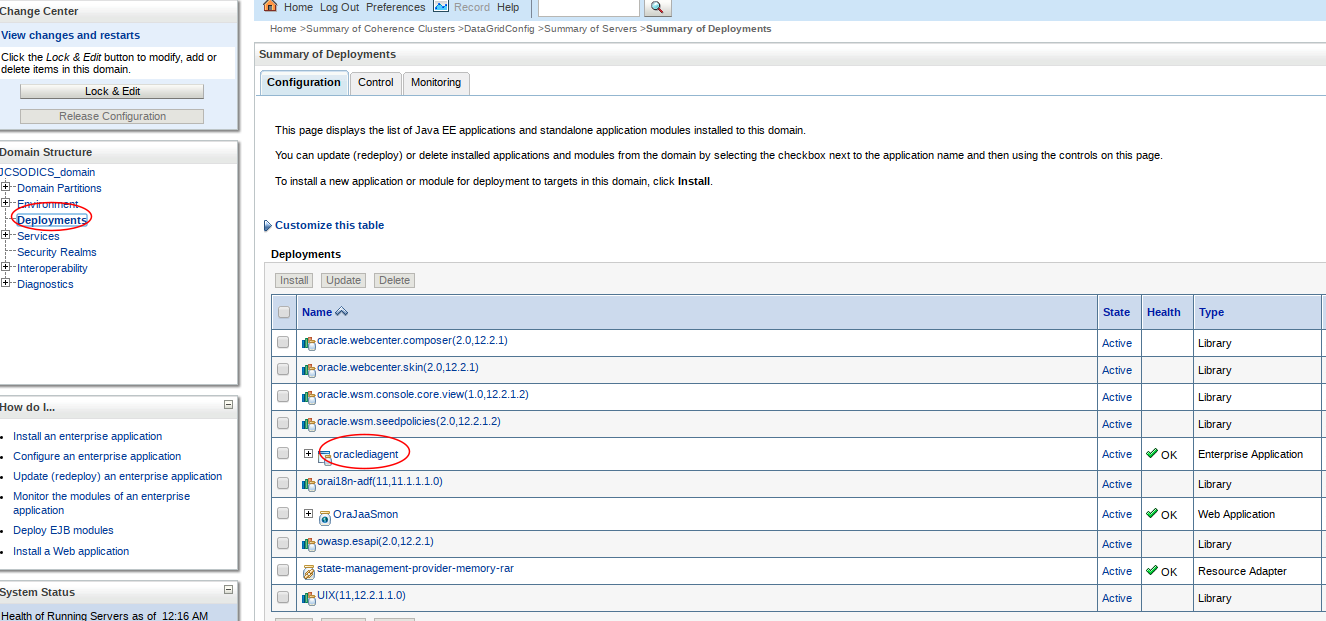 Change Center
View changes and restarts
Click the Lock & Edit button to modify, add or
delete items in this domain.
Lock & Edit
Release Configuration
Domain Structure
JCSODICS_domain
Domain Partitions
Environment
Deployments
Services
Security Realms
Interoperability
Diagnostics
How do I...
Install an enterprise application
Configure an enterprise application
Update (redeploy) an enterprise application
Monitor the modules of an enterprise
application
Deploy EJB modules
Install a Web application
System Status
Health of Running Servers as of 12:16 AM
Home Log Out Preferences Record Help
Home >Summary of Coherence Clusters >DataGridConfig >Summary of Servers >Summary of Deployments
Summary of Deployments
Configuration Control Monitoring
This page displays the list of Java EE applications and standalone application modules installed to this domain.
You can update (redeploy) or delete installed applications and modules from the domain by selecting the checkbox next to the application name and then using the controls on this page.
To install a new application or module for deployment to targets in this domain, click Install.
Customize this table
Deployments
Install Update Delete
Name State Health Type
oracle.webcenter.composer(2.0,12.2.1) Active Library
oracle.webcenter.skin(2.0,12.2.1) Active Library
oracle.wsm.console.core.view(1.0,12.2.1.2) Active Library
oracle.wsm.seedpolicies(2.0,12.2.1.2) Active Library
oraclediagent Active OK Enterprise Application
orai18n-adf(11,11.1.1.1.0) Active Library
OraJaaSmon Active OK Web Application
owasp.esapi(2.0,12.2.1) Active Library
state-management-provider-memory-rar Active OK Resource Adapter
UIX(11,12.2.1.1.0) Active Library